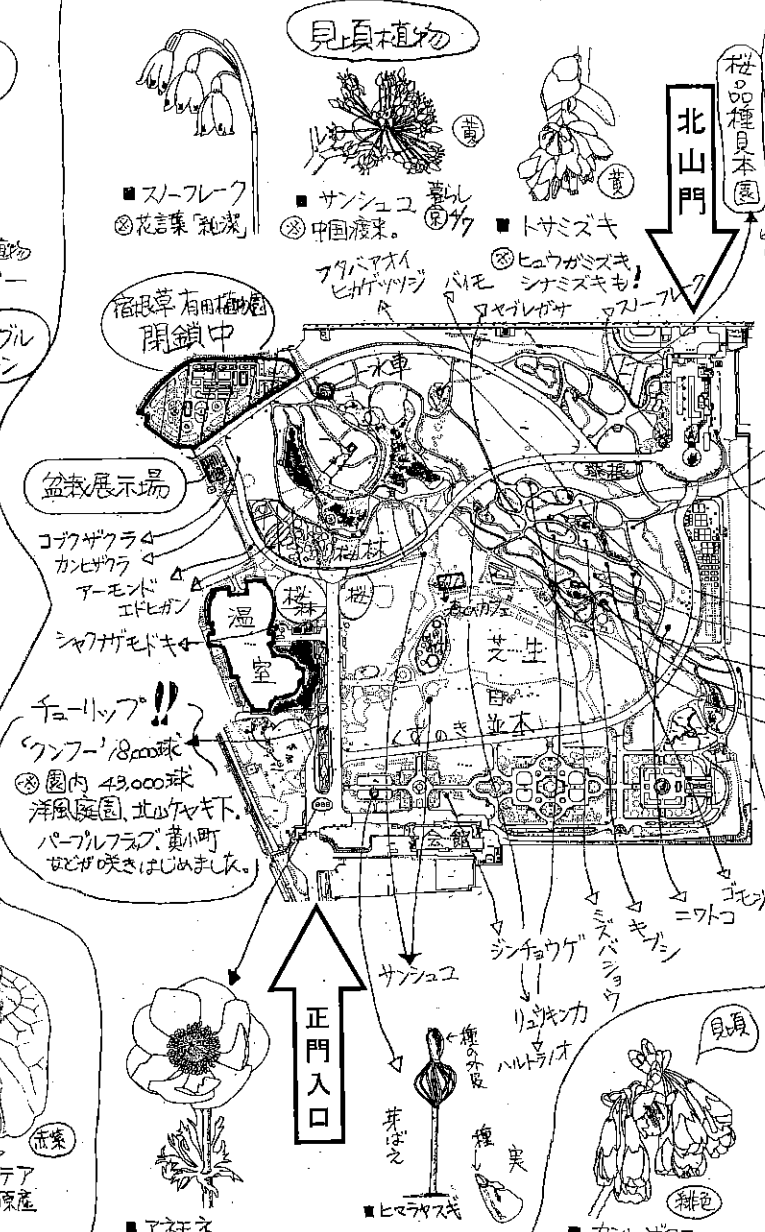 見頃植物
桜の品種見本園
北山門
■スノーフレーク
※花言葉「純潔」
黄
■サンシュユ
※中国渡来。
黄
■トサミズキ
※ヒュウガミズキ
シナミズキも!
フタバアオイ
ヒカゲツツジ
バイモ
ヤブレガサ
スノーフレーク
宿根草有用植物園
閉鎖中
水車
盆栽展示場
コブクザクラ
カンヒザクラ
アーモンド
エドヒガン
シャクナゲモドキ
桜林
桜
温室
芝生
くすのき並木
会館
チューリップ!!
'クンフー' 18,000球
※園内 43,000球
洋風庭園、北山ケヤキ下。
パープルフラッグ、黄小町
などが咲きはじめました。
サンシュユ
ジンチョウゲ
リュウキンカ
ハルトラノオ
ミズバショウ
キブシ
ニワトコ
正門入口
種の外皮
芽ばえ
種
実
■ヒマラヤスギ
■アネモネ
見頃
緋色
赤紫
原産